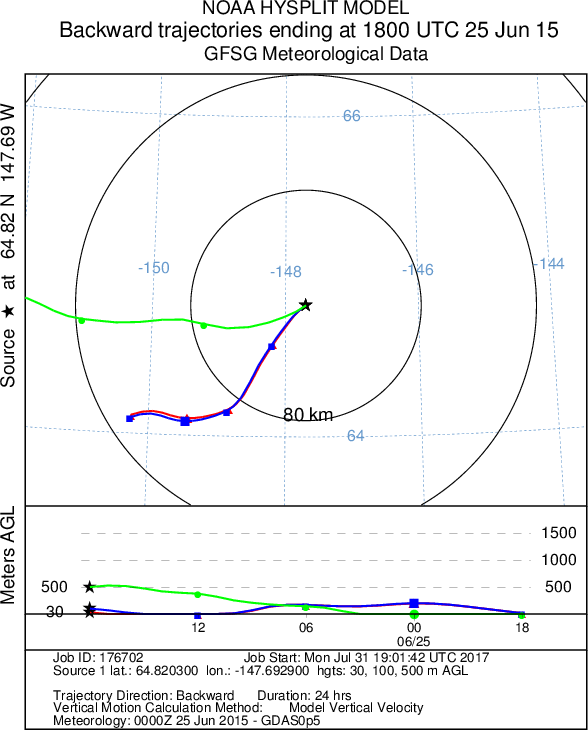 NOAA HYSPLIT MODEL
Backward trajectories ending at 1800 UTC 25 Jun 15
GFSG Meteorological Data
Source ★ at 64.82 N 147.69 W
66
-150
-148
-146
-144
80 km
64
Meters AGL
1500
1000
500
500
30
12
06
00
18
06/25
Job ID: 176702 Job Start: Mon Jul 31 19:01:42 UTC 2017
Source 1 lat.: 64.820300 lon.: -147.692900 hgts: 30, 100, 500 m AGL
Trajectory Direction: Backward Duration: 24 hrs
Vertical Motion Calculation Method: Model Vertical Velocity
Meteorology: 0000Z 25 Jun 2015 - GDAS0p5